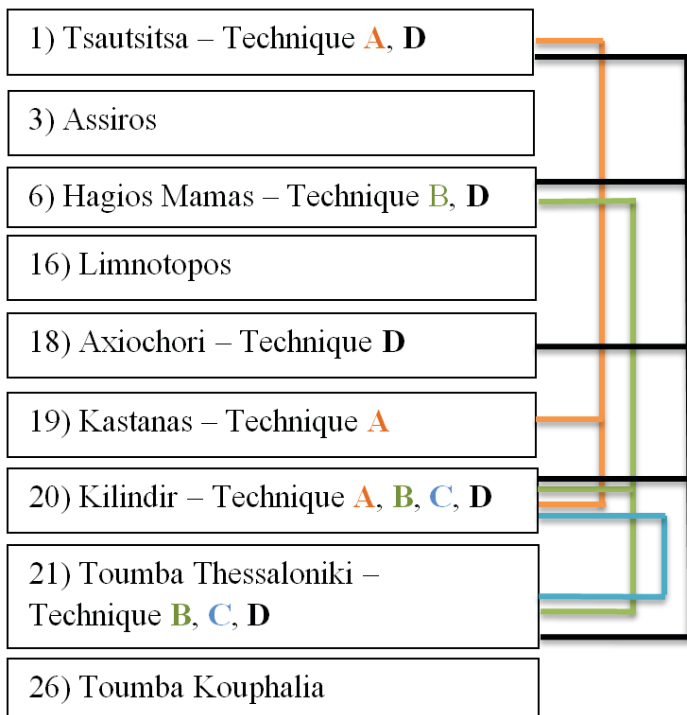 1) Tsautsitsa – Technique A, D
3) Assiros
6) Hagios Mamas – Technique B, D
16) Limnotopos
18) Axiochori – Technique D
19) Kastanas – Technique A
20) Kilindir – Technique A, B, C, D
21) Toumba Thessaloniki –
Technique B, C, D
26) Toumba Kouphalia